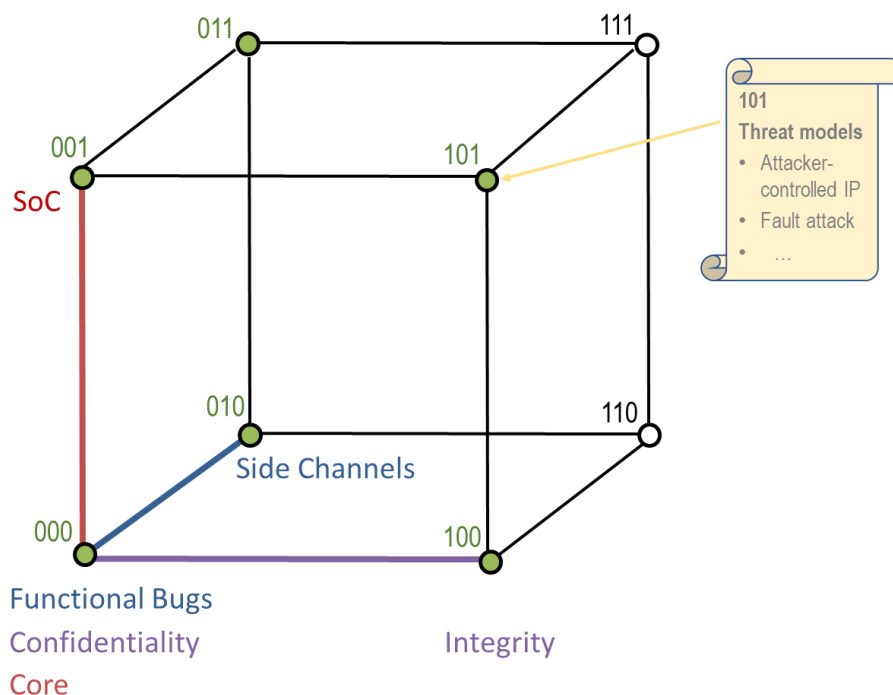 011
111
001
101
SoC
101
Threat models
• Attacker-
controlled IP
• Fault attack
• ...
010
110
Side Channels
000
100
Functional Bugs
Confidentiality
Integrity
Core